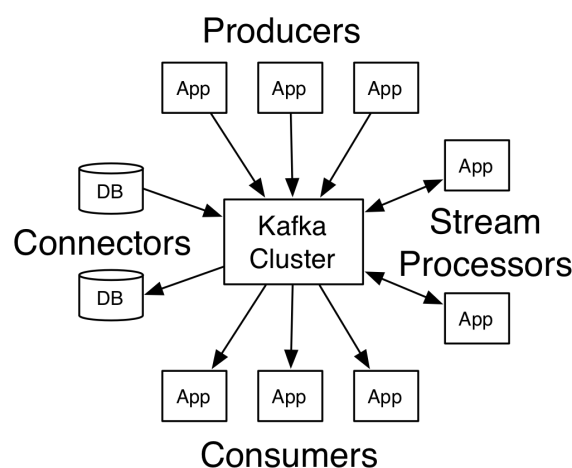 Producers
App
App
App
App
DB
Kafka
Cluster
Stream
Processors
Connectors
DB
App
App
App
App
Consumers